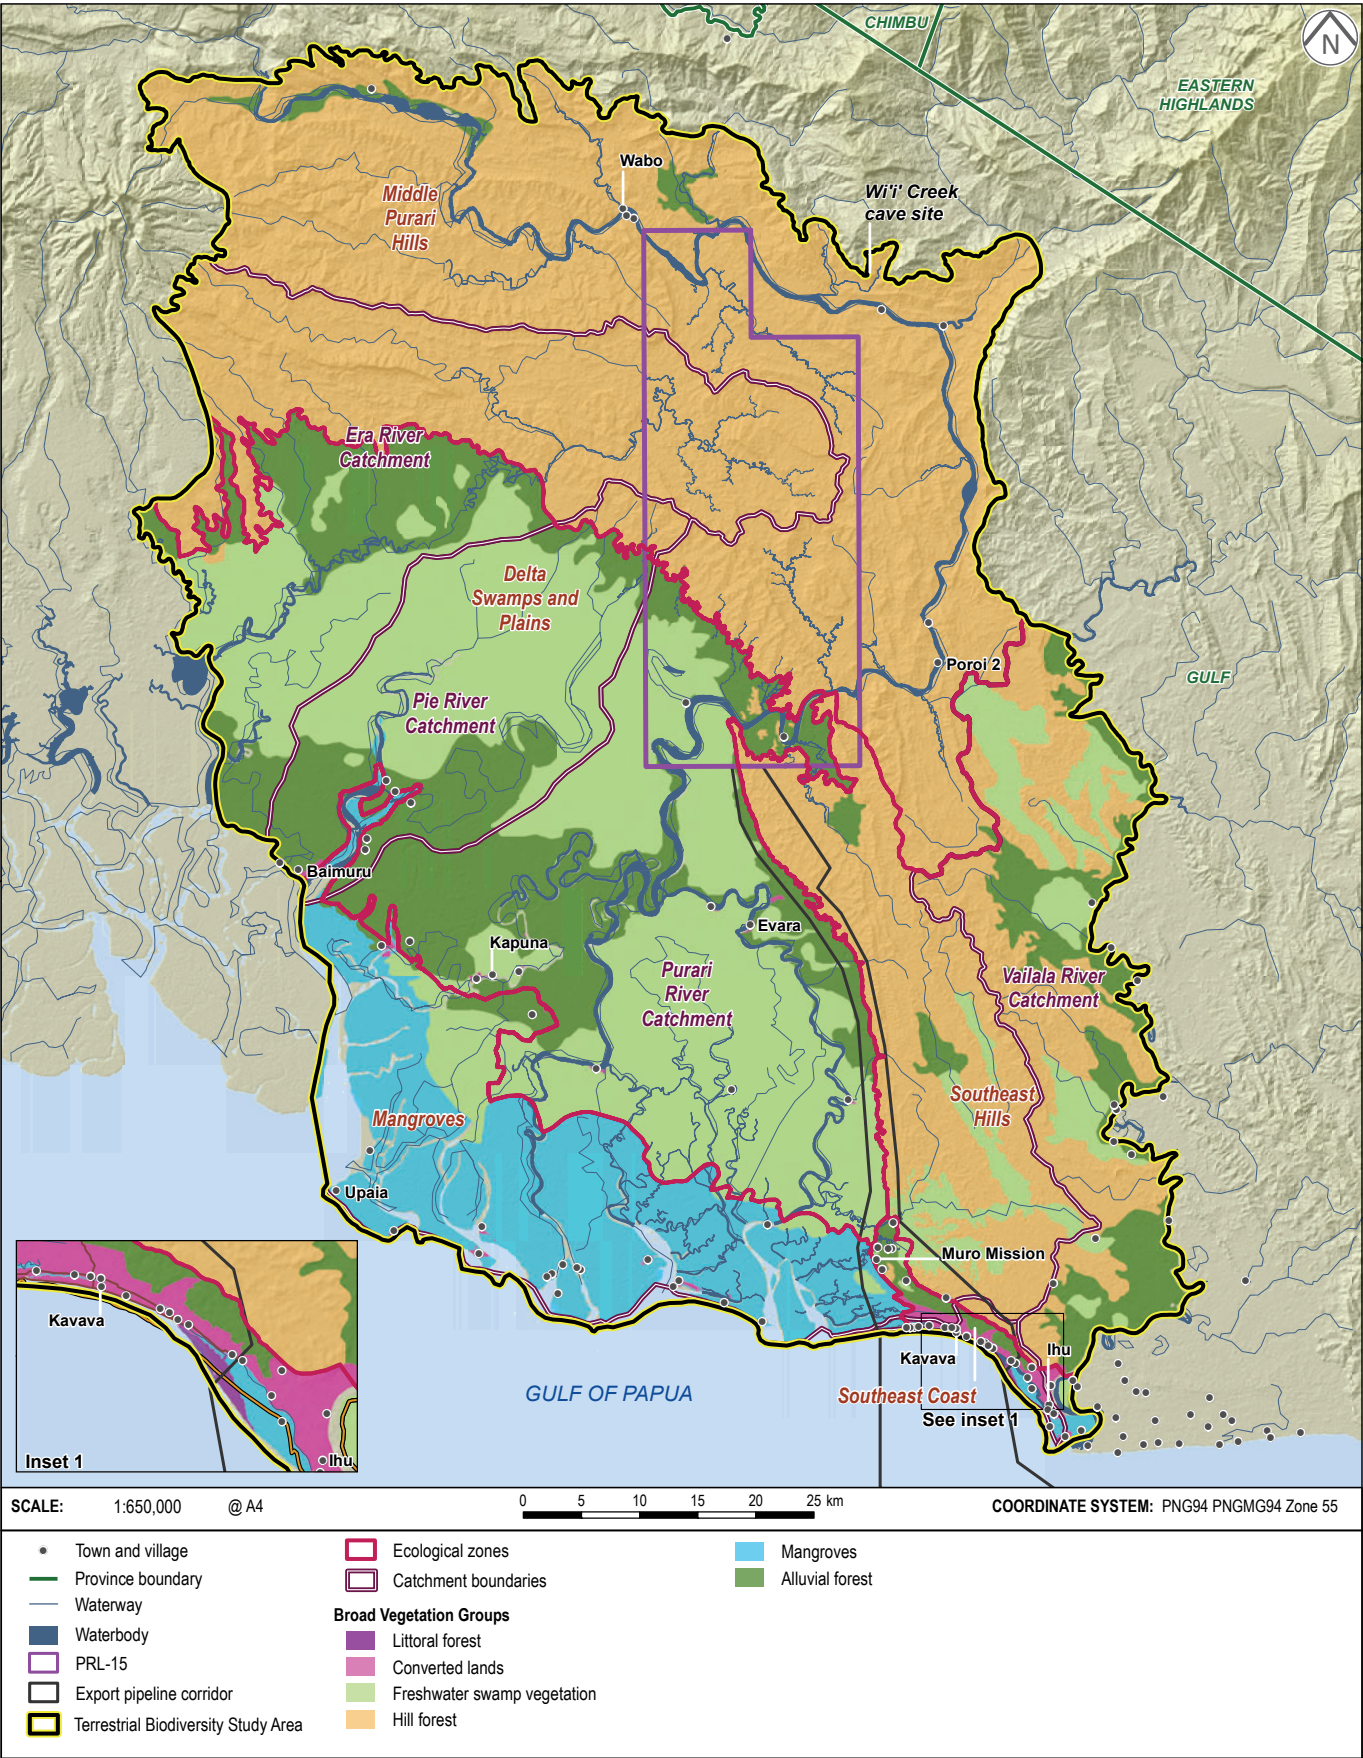 CHIMBU
N
EASTERN
HIGHLANDS
Wabo
Wi'i' Creek
cave site
Middle
Purari
Hills
Era River
Catchment
Delta
Swamps and
Plains
Poroi 2
GULF
Pie River
Catchment
Baimuru
Evara
Kapuna
Purari
River
Catchment
Vailala River
Catchment
Southeast
Hills
Mangroves
Upaia
Muro Mission
Kavava
Ihu
Kavava
Southeast Coast
GULF OF PAPUA
See inset 1
Inset 1
Ihu
SCALE: 1:650,000 @ A4
0 5 10 15 20 25 km
COORDINATE SYSTEM: PNG94 PNGMG94 Zone 55
Town and village
Province boundary
Waterway
Waterbody
PRL-15
Export pipeline corridor
Terrestrial Biodiversity Study Area
Ecological zones
Catchment boundaries
Broad Vegetation Groups
Littoral forest
Converted lands
Freshwater swamp vegetation
Hill forest
Mangroves
Alluvial forest